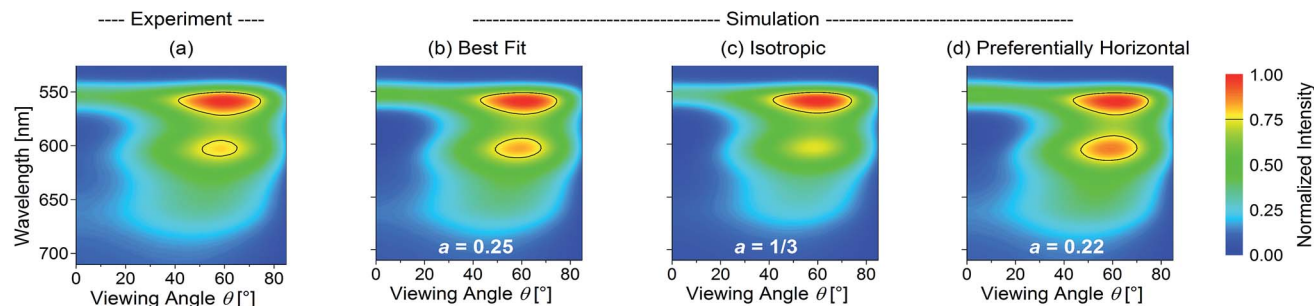 ---- Experiment ----
------------------------------------- Simulation -------------------------------------
(a)
(b) Best Fit
(c) Isotropic
(d) Preferentially Horizontal
Wavelength [nm]
550
600
650
700
0 20 40 60 80
Viewing Angle θ [°]
a = 0.25
0 20 40 60 80
Viewing Angle θ [°]
a = 1/3
0 20 40 60 80
Viewing Angle θ [°]
a = 0.22
0 20 40 60 80
Viewing Angle θ [°]
1.00
0.75
0.50
0.25
0.00
Normalized Intensity